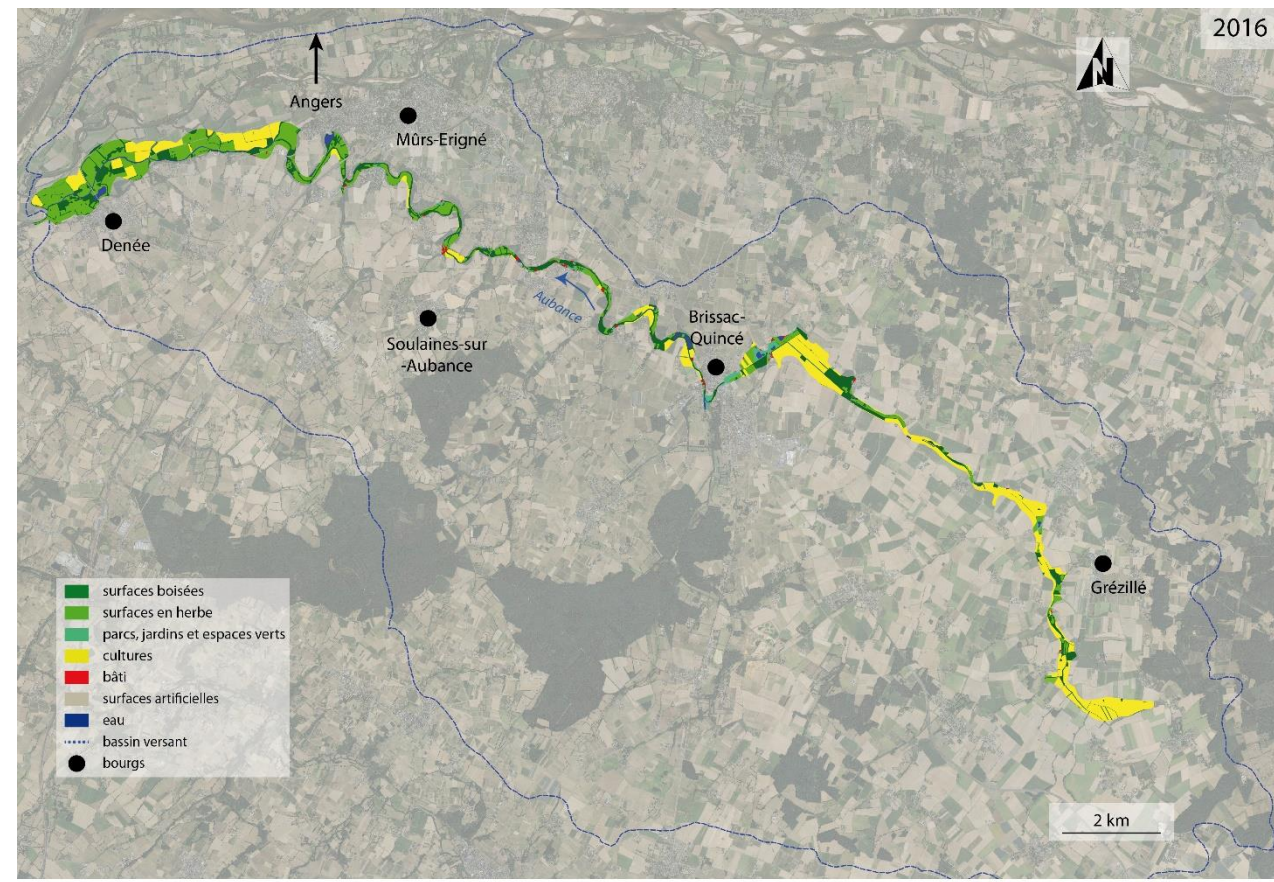 2016
N
Angers
Mûrs-Erigné
Denée
Aubance
Brissac-
Quincé
Soulaines-sur
-Aubance
Grézillé
surfaces boisées
surfaces en herbe
parcs, jardins et espaces verts
cultures
bâti
surfaces artificielles
eau
bassin versant
bourgs
2 km